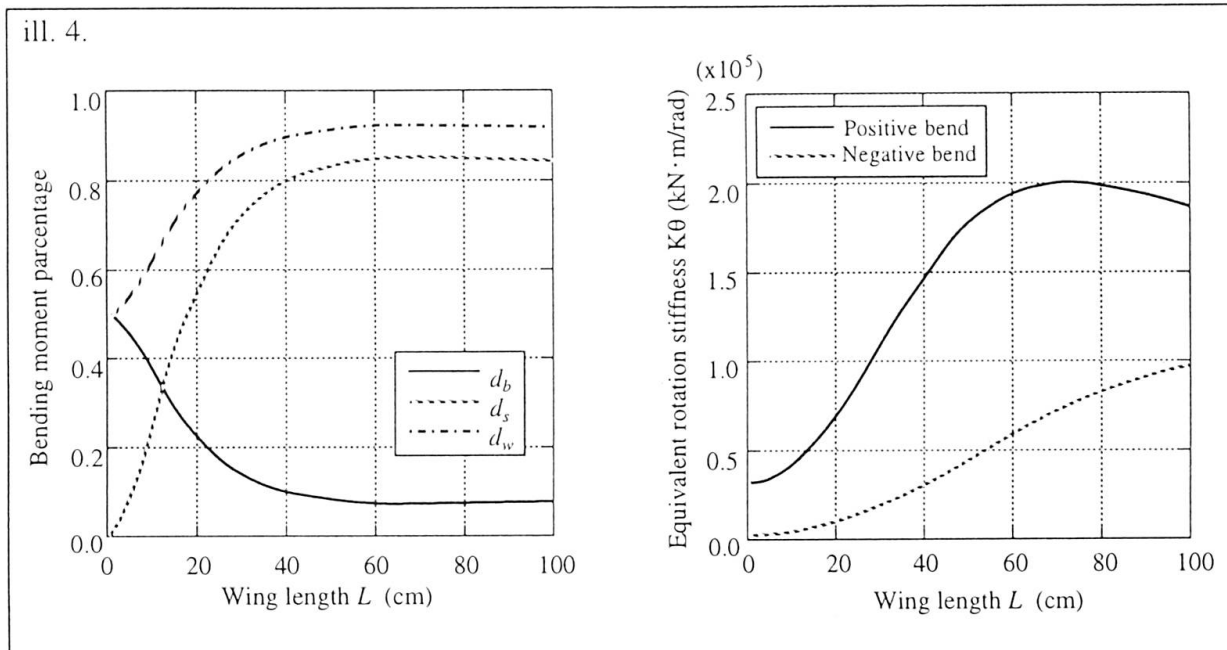 ill. 4.
1.0
0.8
0.6
0.4
0.2
0.0
Bending moment parcentage
d_b
d_s
d_w
0 20 40 60 80 100
Wing length L (cm)
(x10⁵)
2.5
2.0
1.5
1.0
0.5
0.0
Equivalent rotation stiffness Kθ (kN·m/rad)
Positive bend
Negative bend
0 20 40 60 80 100
Wing length L (cm)